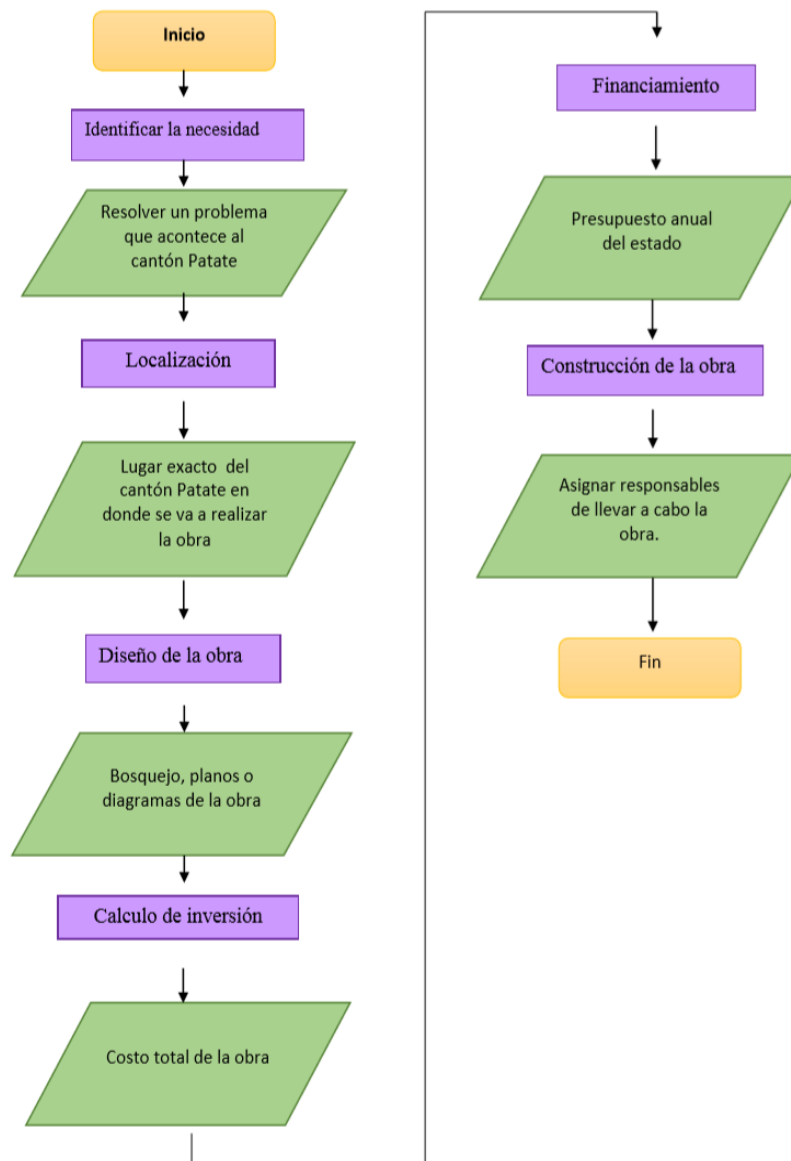 Inicio
Identificar la necesidad
Resolver un problema
que acontece al
cantón Patate
Localización
Lugar exacto del
cantón Patate en
donde se va a realizar
la obra
Diseño de la obra
Bosquejo, planos o
diagramas de la obra
Calculo de inversión
Costo total de la obra
Financiamiento
Presupuesto anual
del estado
Construcción de la obra
Asignar responsables
de llevar a cabo la
obra.
Fin